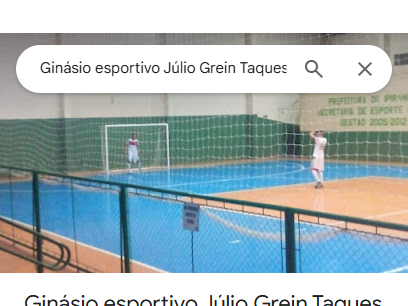 Ginásio esportivo Júlio Grein Taques
PREFEITURA DE IPIRAN
SECRETARIA DE ESPORTE
GESTÃO 2005-2012
Ginásio esportivo Júlio Grein Taques